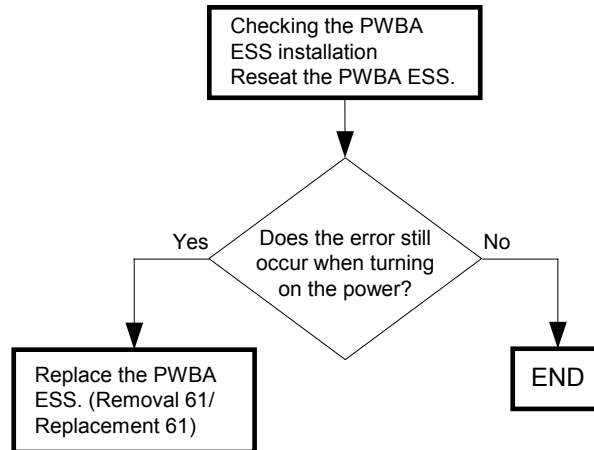 Checking the PWBA
ESS installation
Reseat the PWBA ESS.
Yes
Does the error still
occur when turning
on the power?
No
Replace the PWBA
ESS. (Removal 61/
Replacement 61)
END